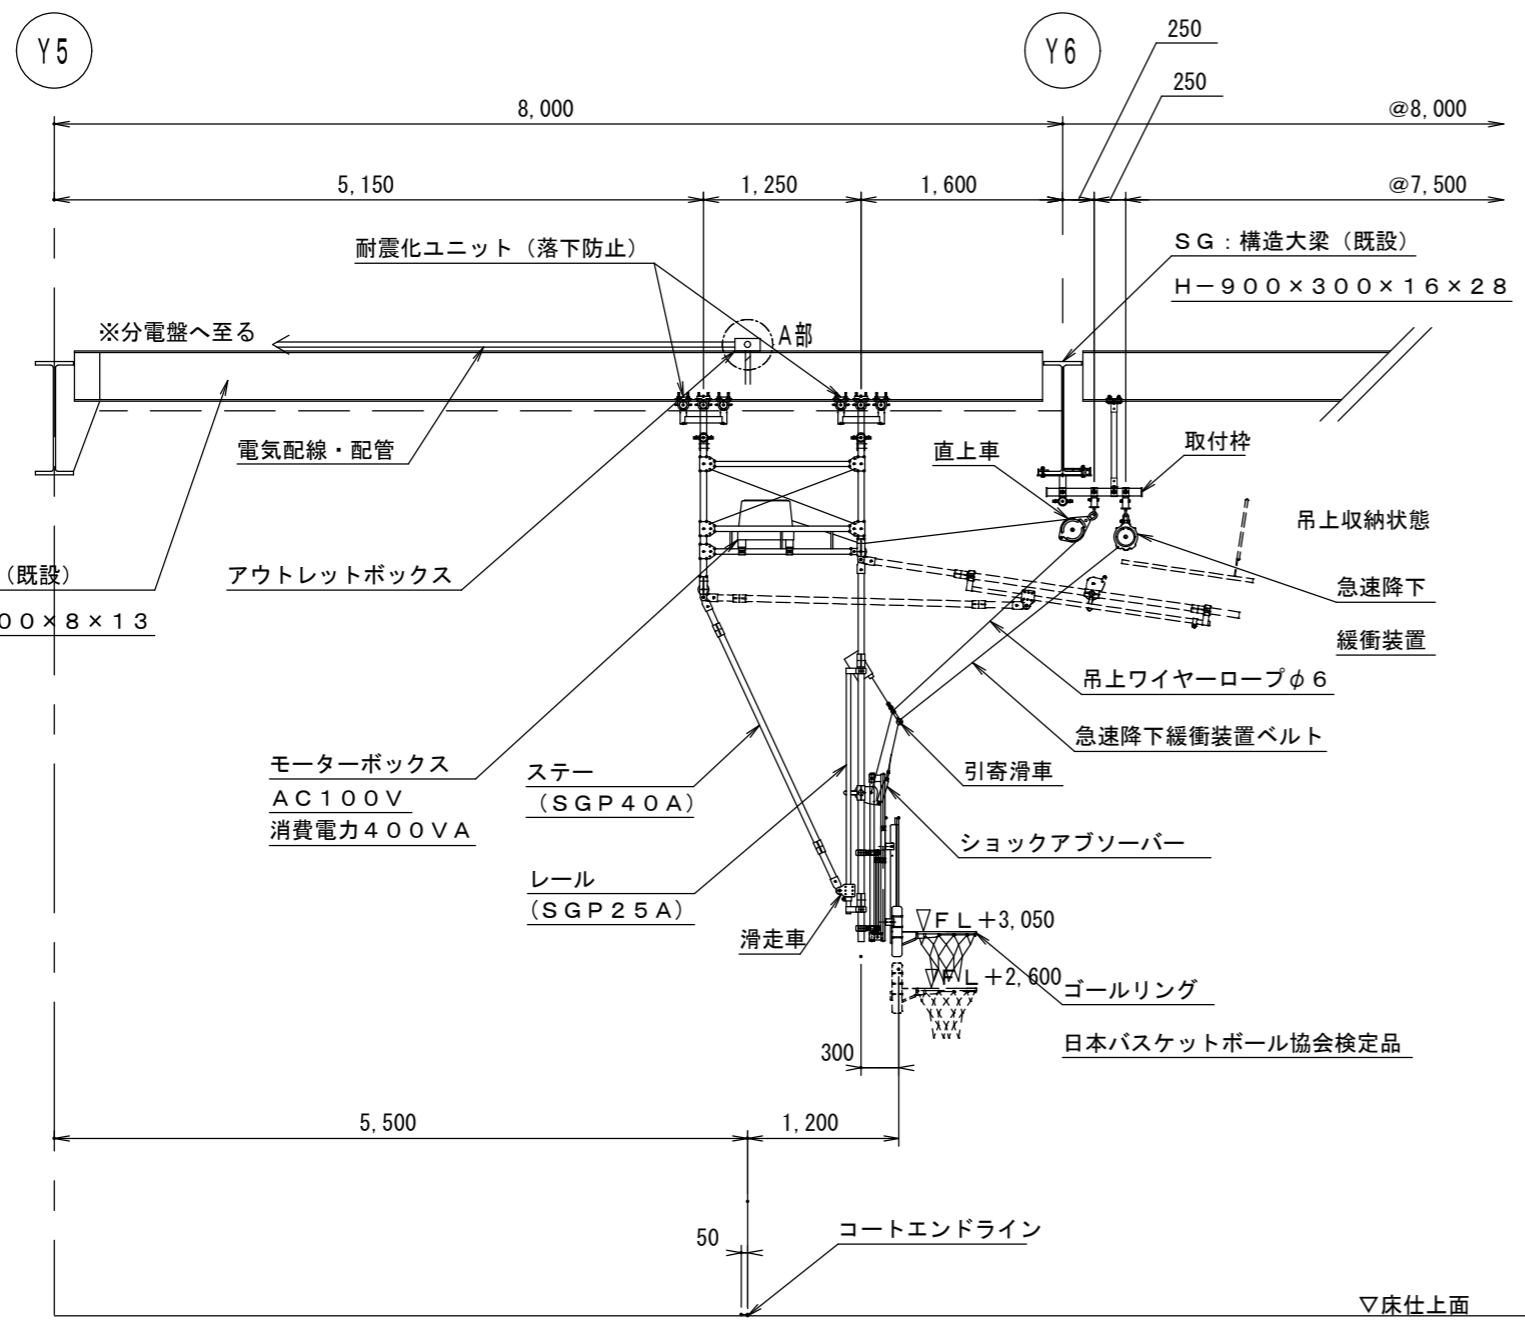 Y5
Y6
250
250
8,000
@8,000
5,150
1,250
1,600
@7,500
耐震化ユニット（落下防止）
SG：構造大梁（既設）
H－900×300×16×28
※分電盤へ至る
A部
電気配線・配管
直上車
取付枠
吊上収納状態
（既設）
アウトレットボックス
急速降下
00×8×13
緩衝装置
吊上ワイヤーロープφ6
急速降下緩衝装置ベルト
モーターボックス
AC100V
消費電力400VA
ステー
（SGP40A）
引寄滑車
ショックアブソーバー
レール
（SGP25A）
滑走車
▽FL＋3,050
▽FL＋2,600
ゴールリング
日本バスケットボール協会検定品
300
5,500
1,200
50
コートエンドライン
▽床仕上面